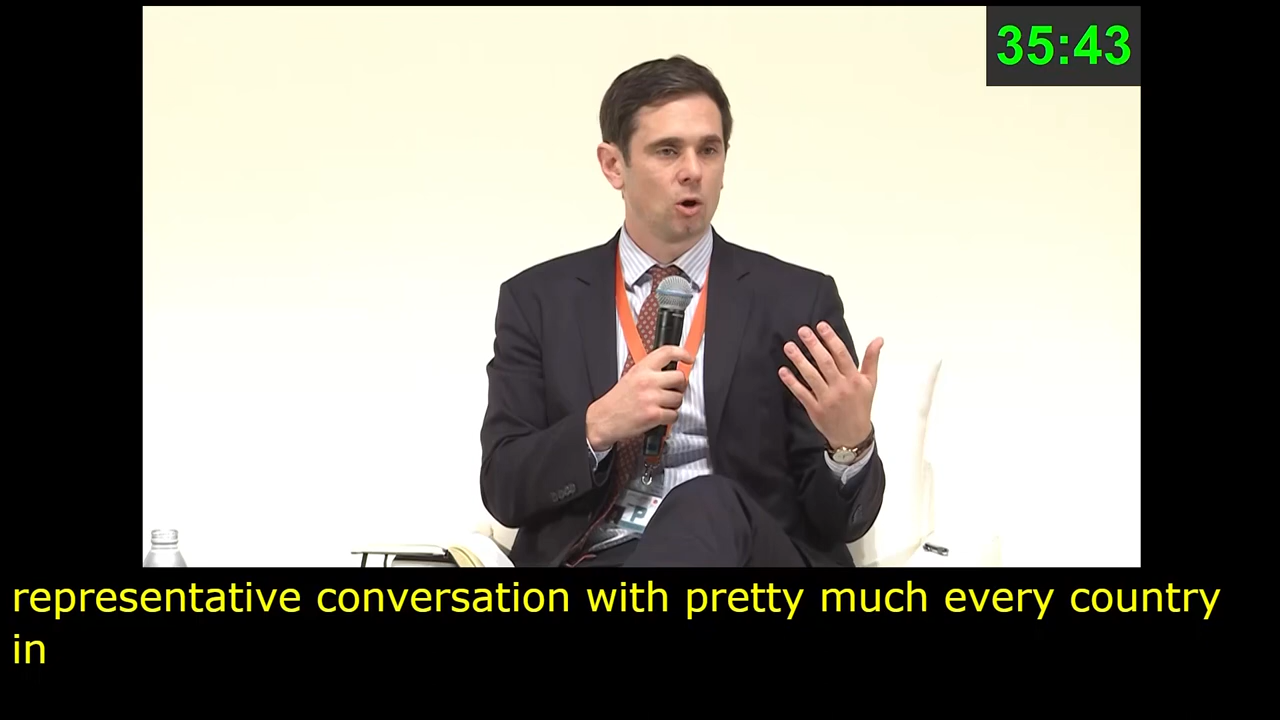 35:43
representative conversation with pretty much every country
in